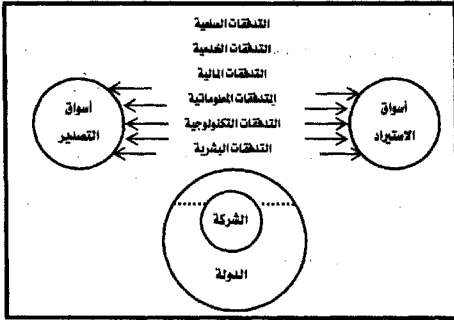 التدفقات السلعية
التدفقات الخدمية
التدفقات المالية
التدفقات المعلوماتية
التدفقات التكنولوجية
التدفقات البشرية
أسواق
الاستيراد
أسواق
التصدير
الشركة
الدولة